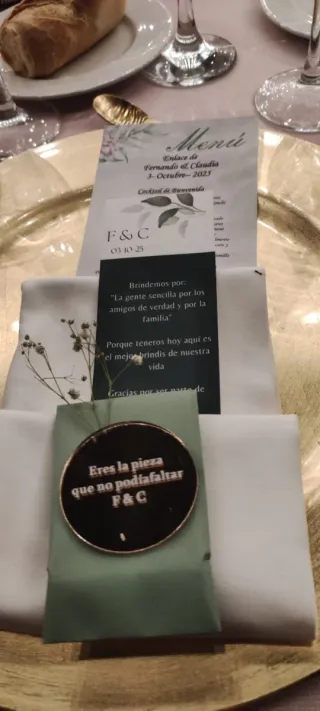 Menú
Enlace de
Fernando & Claudia
3- Octubre- 2025
Cocktail de Bienvenida
F & C
03·10·25
Brindemos por:
"La gente sencilla por los
amigos de verdad y por la
familia"
Porque teneros hoy aquí es
el mejor brindis de nuestra
vida
Gracias por ser parte de
Eres la pieza
que no podíafaltar
F & C